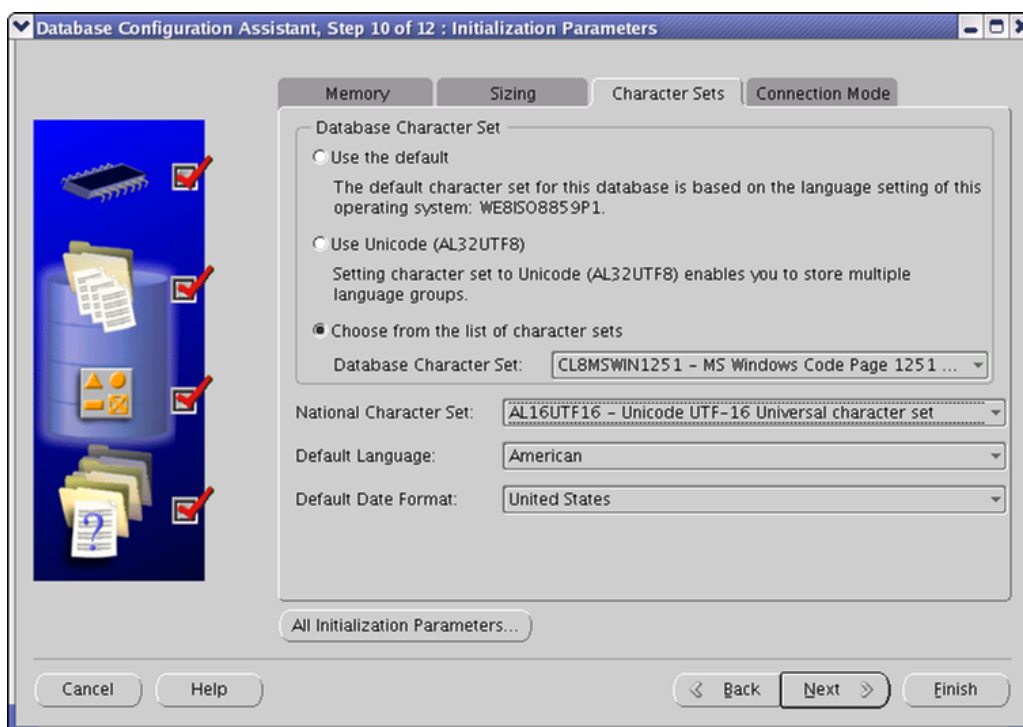 Database Configuration Assistant, Step 10 of 12 : Initialization Parameters
Memory Sizing Character Sets Connection Mode
Database Character Set
Use the default
The default character set for this database is based on the language setting of this
operating system: WE8ISO8859P1.
Use Unicode (AL32UTF8)
Setting character set to Unicode (AL32UTF8) enables you to store multiple
language groups.
Choose from the list of character sets
Database Character Set: CL8MSWIN1251 - MS Windows Code Page 1251 ...
National Character Set: AL16UTF16 - Unicode UTF-16 Universal character set
Default Language: American
Default Date Format: United States
?
All Initialization Parameters...
Cancel Help Back Next Finish